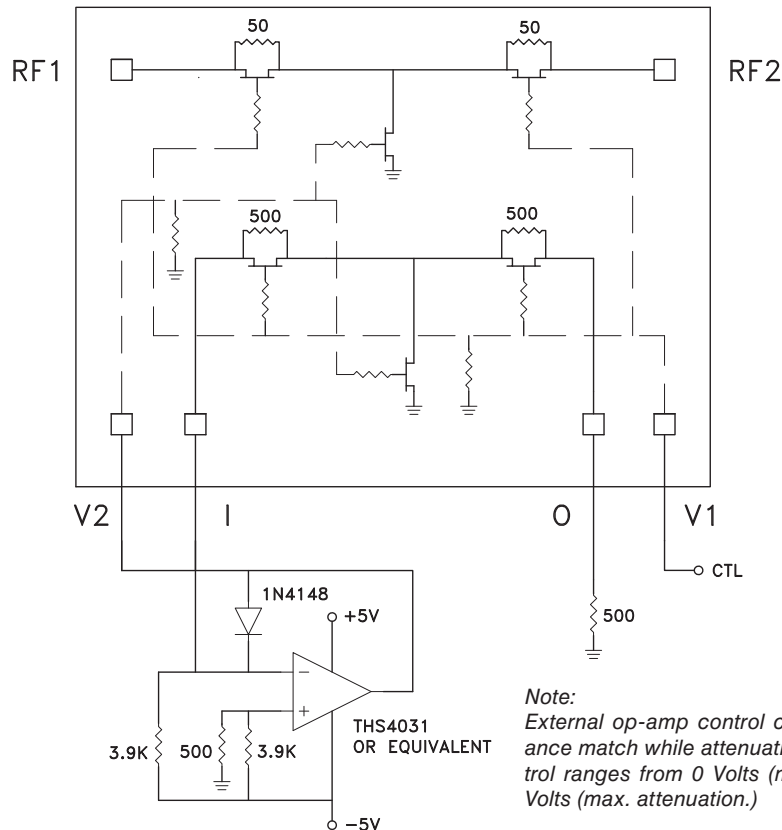 50
50
RF1
RF2
500
500
V2
I
O
V1
CTL
1N4148
+5V
500
−
+
THS4031
OR EQUIVALENT
3.9K
500
3.9K
−5V
Note:
External op-amp control
ance match while attenuati
trol ranges from 0 Volts
Volts (max. attenuation.)